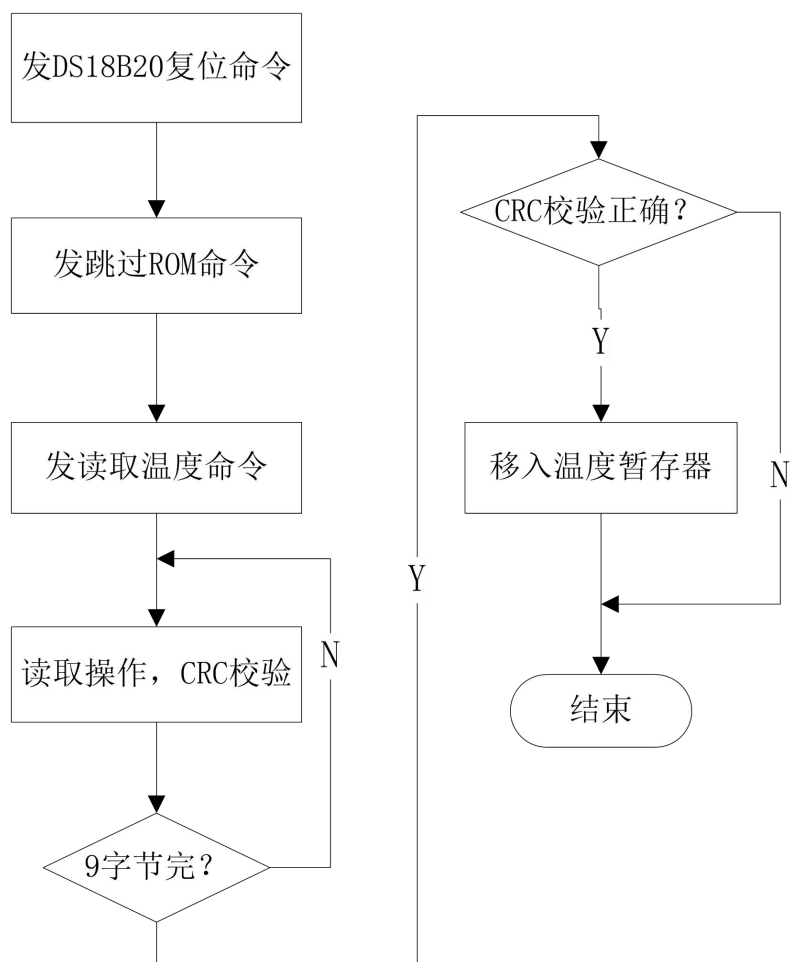 发DS18B20复位命令
发跳过ROM命令
发读取温度命令
读取操作，CRC校验
N
9字节完？
Y
CRC校验正确？
Y
移入温度暂存器
N
结束